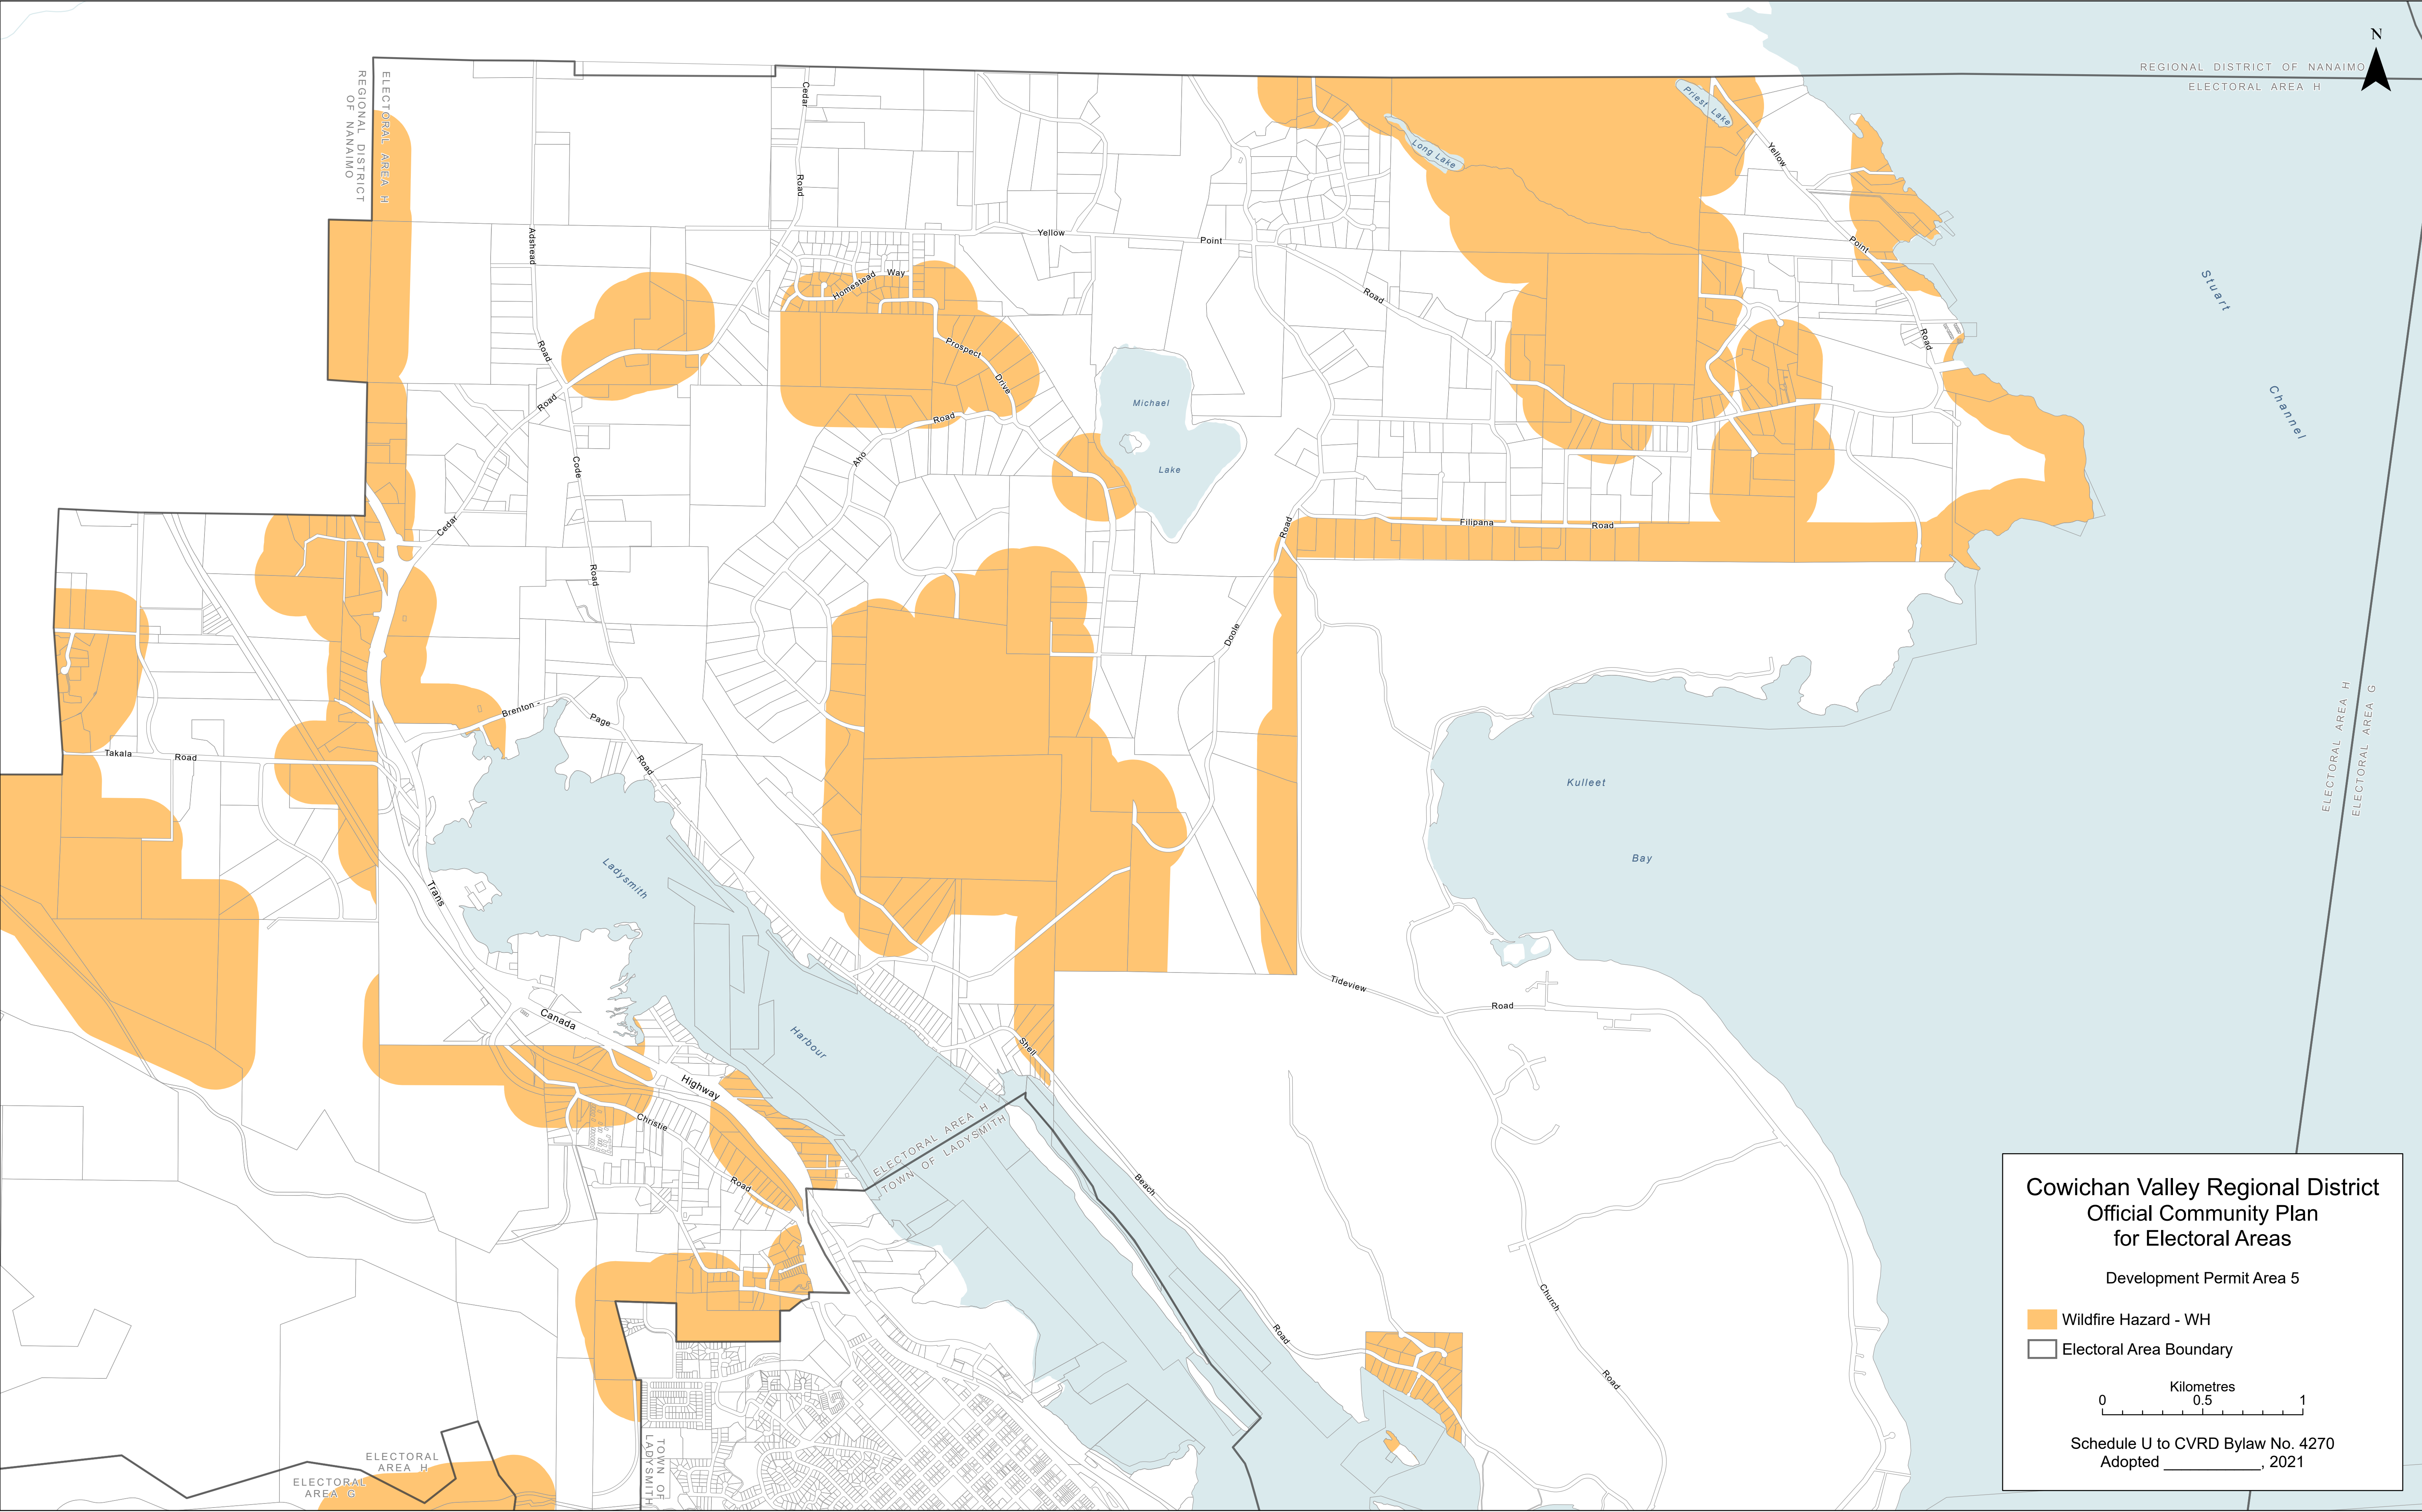 N
REGIONAL DISTRICT OF NANAIMO
ELECTORAL AREA H
REGIONAL DISTRICT
OF NANAIMO
ELECTORAL AREA H
Cedar
Road
Priest Lake
Long Lake
Yellow
Point
Road
Adshead
Road
Yellow
Point
Road
Homestead
Way
Prospect
Drive
Stuart
Channel
Michael
Lake
Road
Aho
Road
Code
Road
Cedar
Filipana
Road
Road
Doole
Brenton -
Page
Road
Takala
Road
Kulleet
Bay
ELECTORAL AREA H
ELECTORAL AREA G
Ladysmith
Harbour
Trans
Canada
Highway
Tideview
Road
Shell
Beach
Road
Christie
Road
ELECTORAL AREA H
TOWN OF LADYSMITH
Church
Road
ELECTORAL
AREA H
ELECTORAL
AREA G
TOWN OF
LADYSMITH
Cowichan Valley Regional District
Official Community Plan
for Electoral Areas
Development Permit Area 5
Wildfire Hazard - WH
Electoral Area Boundary
Kilometres
0 0.5 1
Schedule U to CVRD Bylaw No. 4270
Adopted ____________, 2021